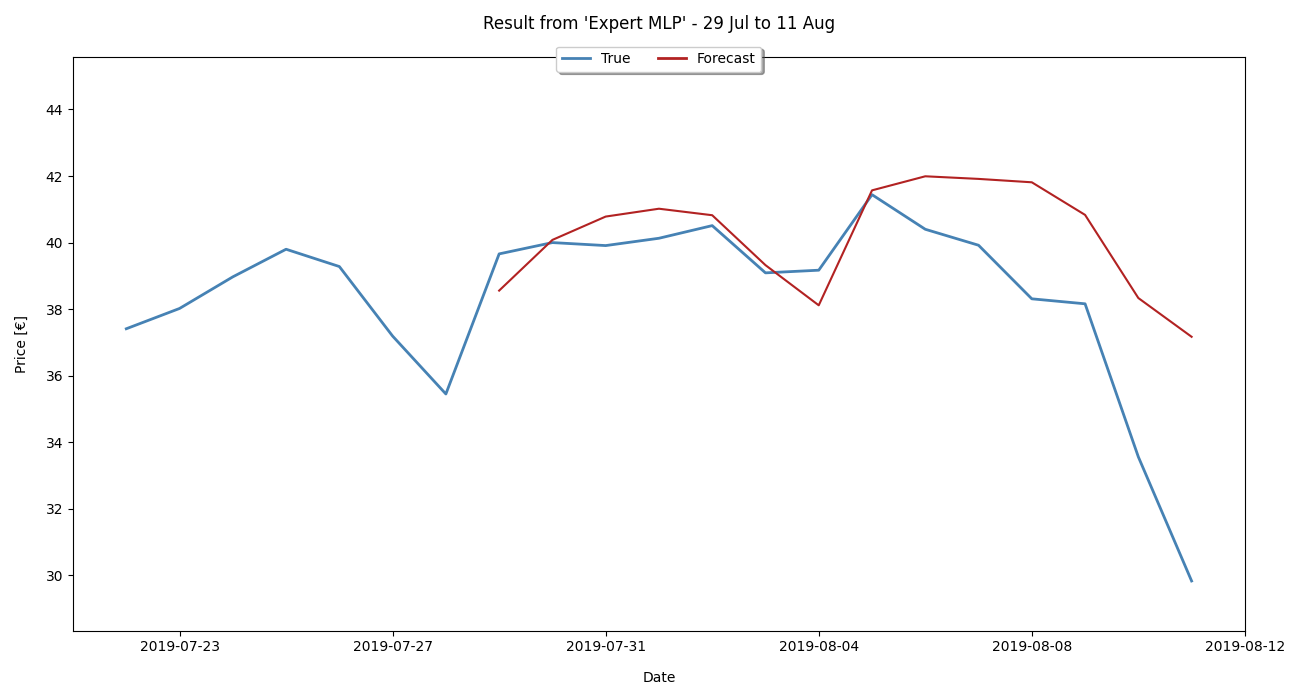 Result from 'Expert MLP' - 29 Jul to 11 Aug
True Forecast
44
42
40
38
36
34
32
30
Price [€]
2019-07-23 2019-07-27 2019-07-31 2019-08-04 2019-08-08 2019-08-12
Date